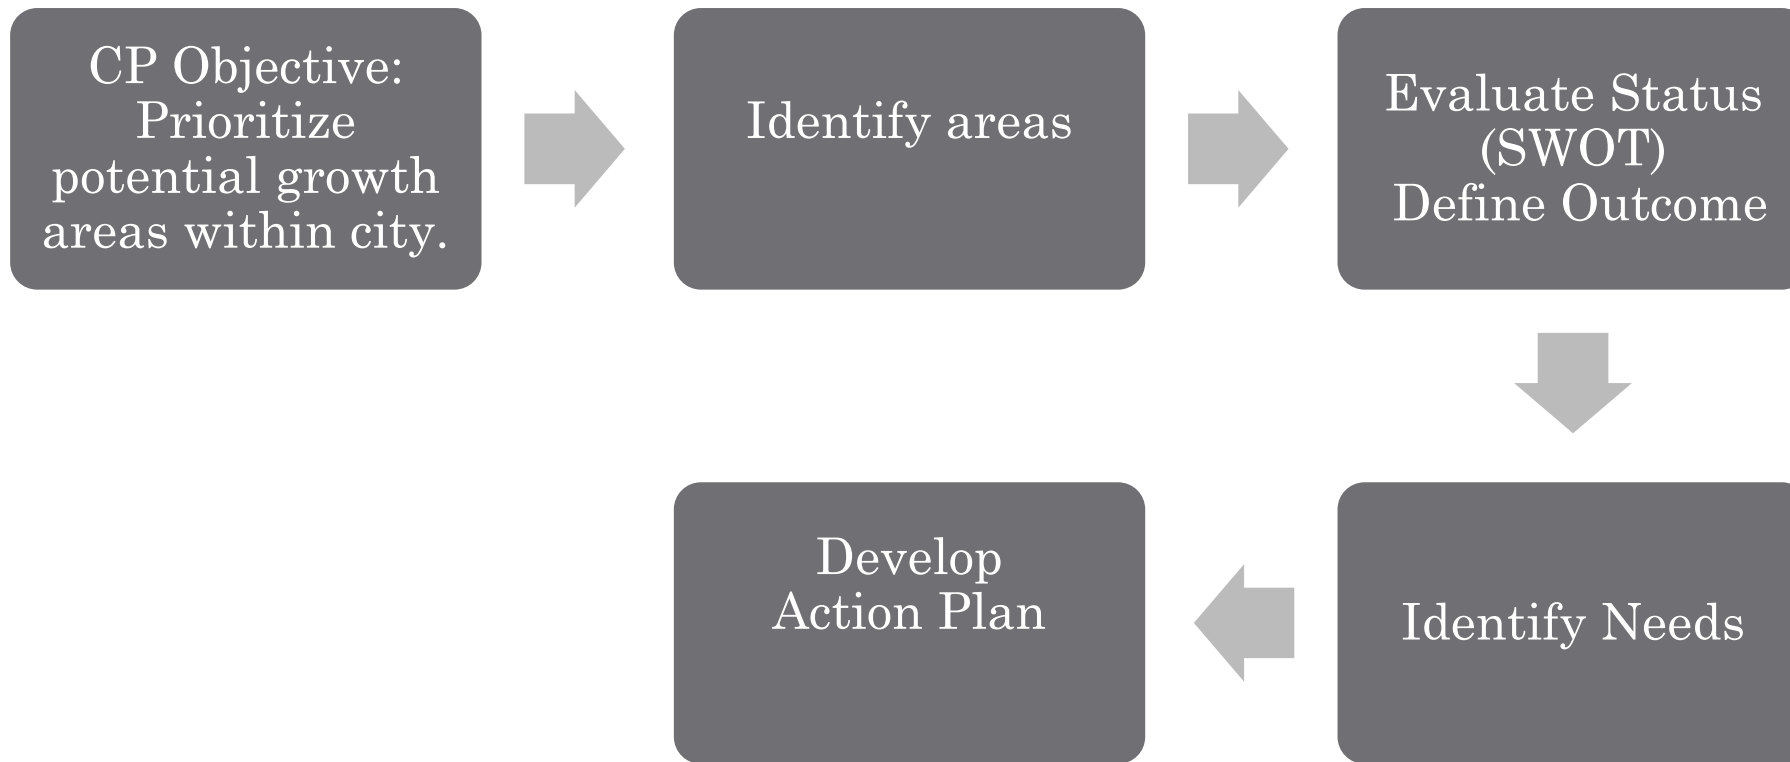 CP Objective:
Prioritize
potential growth
areas within city.
Identify areas
Evaluate Status
(SWOT)
Define Outcome
Identify Needs
Develop
Action Plan